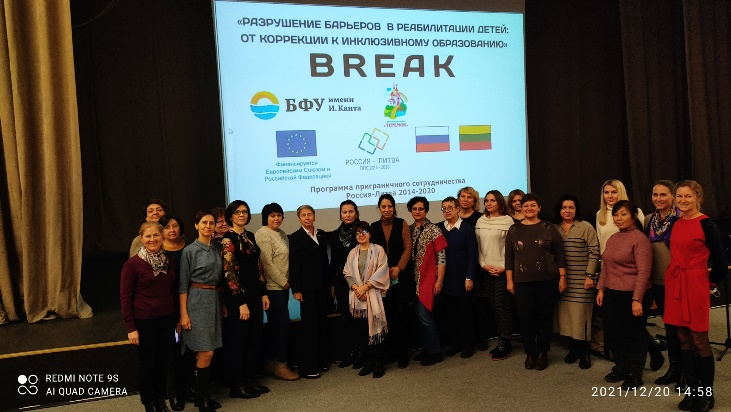 «РАЗРУШЕНИЕ БАРЬЕРОВ В РЕАБИЛИТАЦИИ ДЕТЕЙ:
ОТ КОРРЕКЦИИ К ИНКЛЮЗИВНОМУ ОБРАЗОВАНИЮ»
BREAK
БФУ имени
И. Канта
"ТЕРЕМОК"
Финансируется
Европейским Союзом и
Российской Федерацией
РОССИЯ - ЛИТВА
ППС 2014-2020
Программа приграничного сотрудничества
Россия-Литва 2014-2020
REDMI NOTE 9S
AI QUAD CAMERA
2021/12/20 14:58